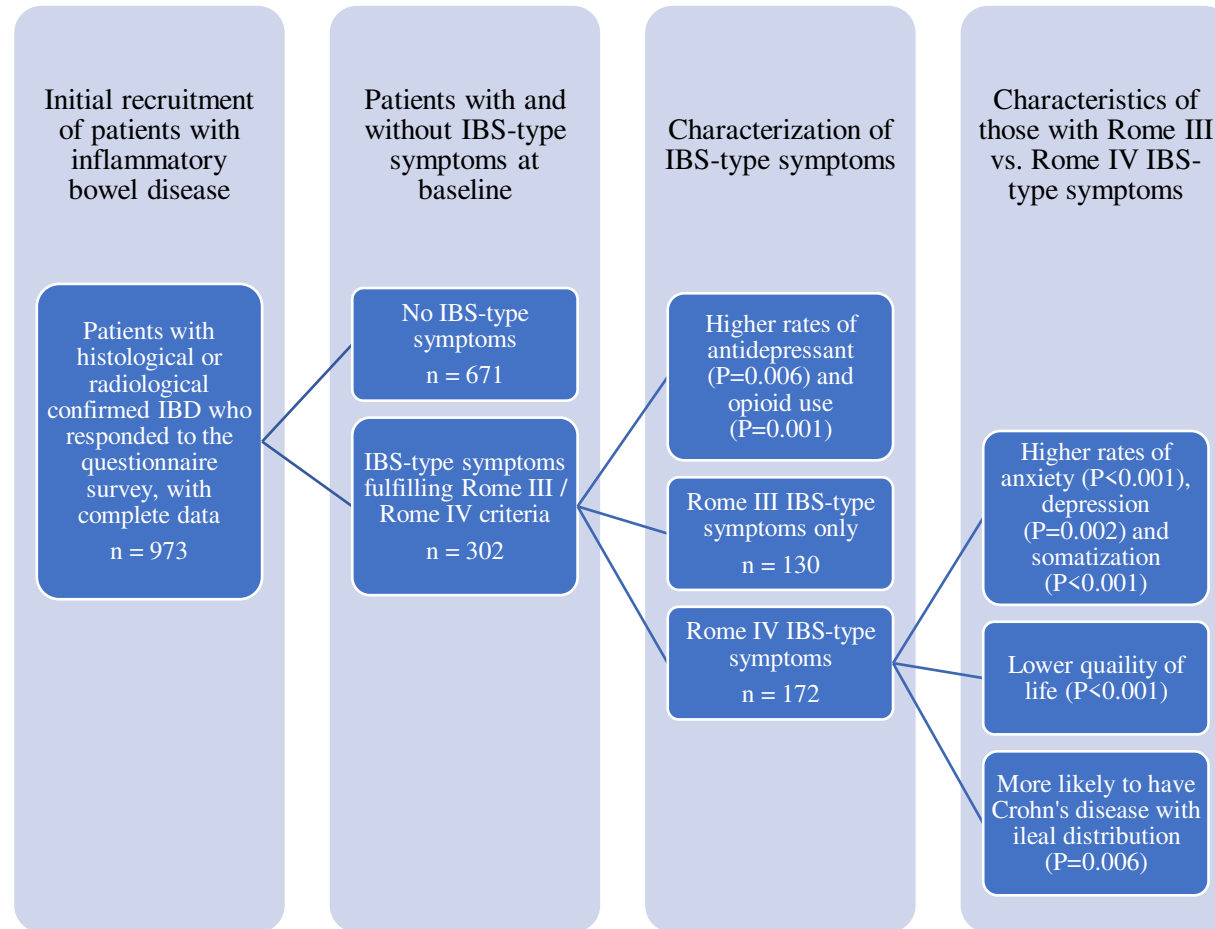 Initial recruitment
of patients with
inflammatory
bowel disease
Patients with
histological or
radiological
confirmed IBD who
responded to the
questionnaire
survey, with
complete data
n = 973
Patients with and
without IBS-type
symptoms at
baseline
No IBS-type
symptoms
n = 671
IBS-type symptoms
fulfilling Rome III /
Rome IV criteria
n = 302
Characterization of
IBS-type symptoms
Higher rates of
antidepressant
(P=0.006) and
opioid use
(P=0.001)
Rome III IBS-type
symptoms only
n = 130
Rome IV IBS-type
symptoms
n = 172
Characteristics of
those with Rome III
vs. Rome IV IBS-
type symptoms
Higher rates of
anxiety (P<0.001),
depression
(P=0.002) and
somatization
(P<0.001)
Lower quaility of
life (P<0.001)
More likely to have
Crohn's disease with
ileal distribution
(P=0.006)